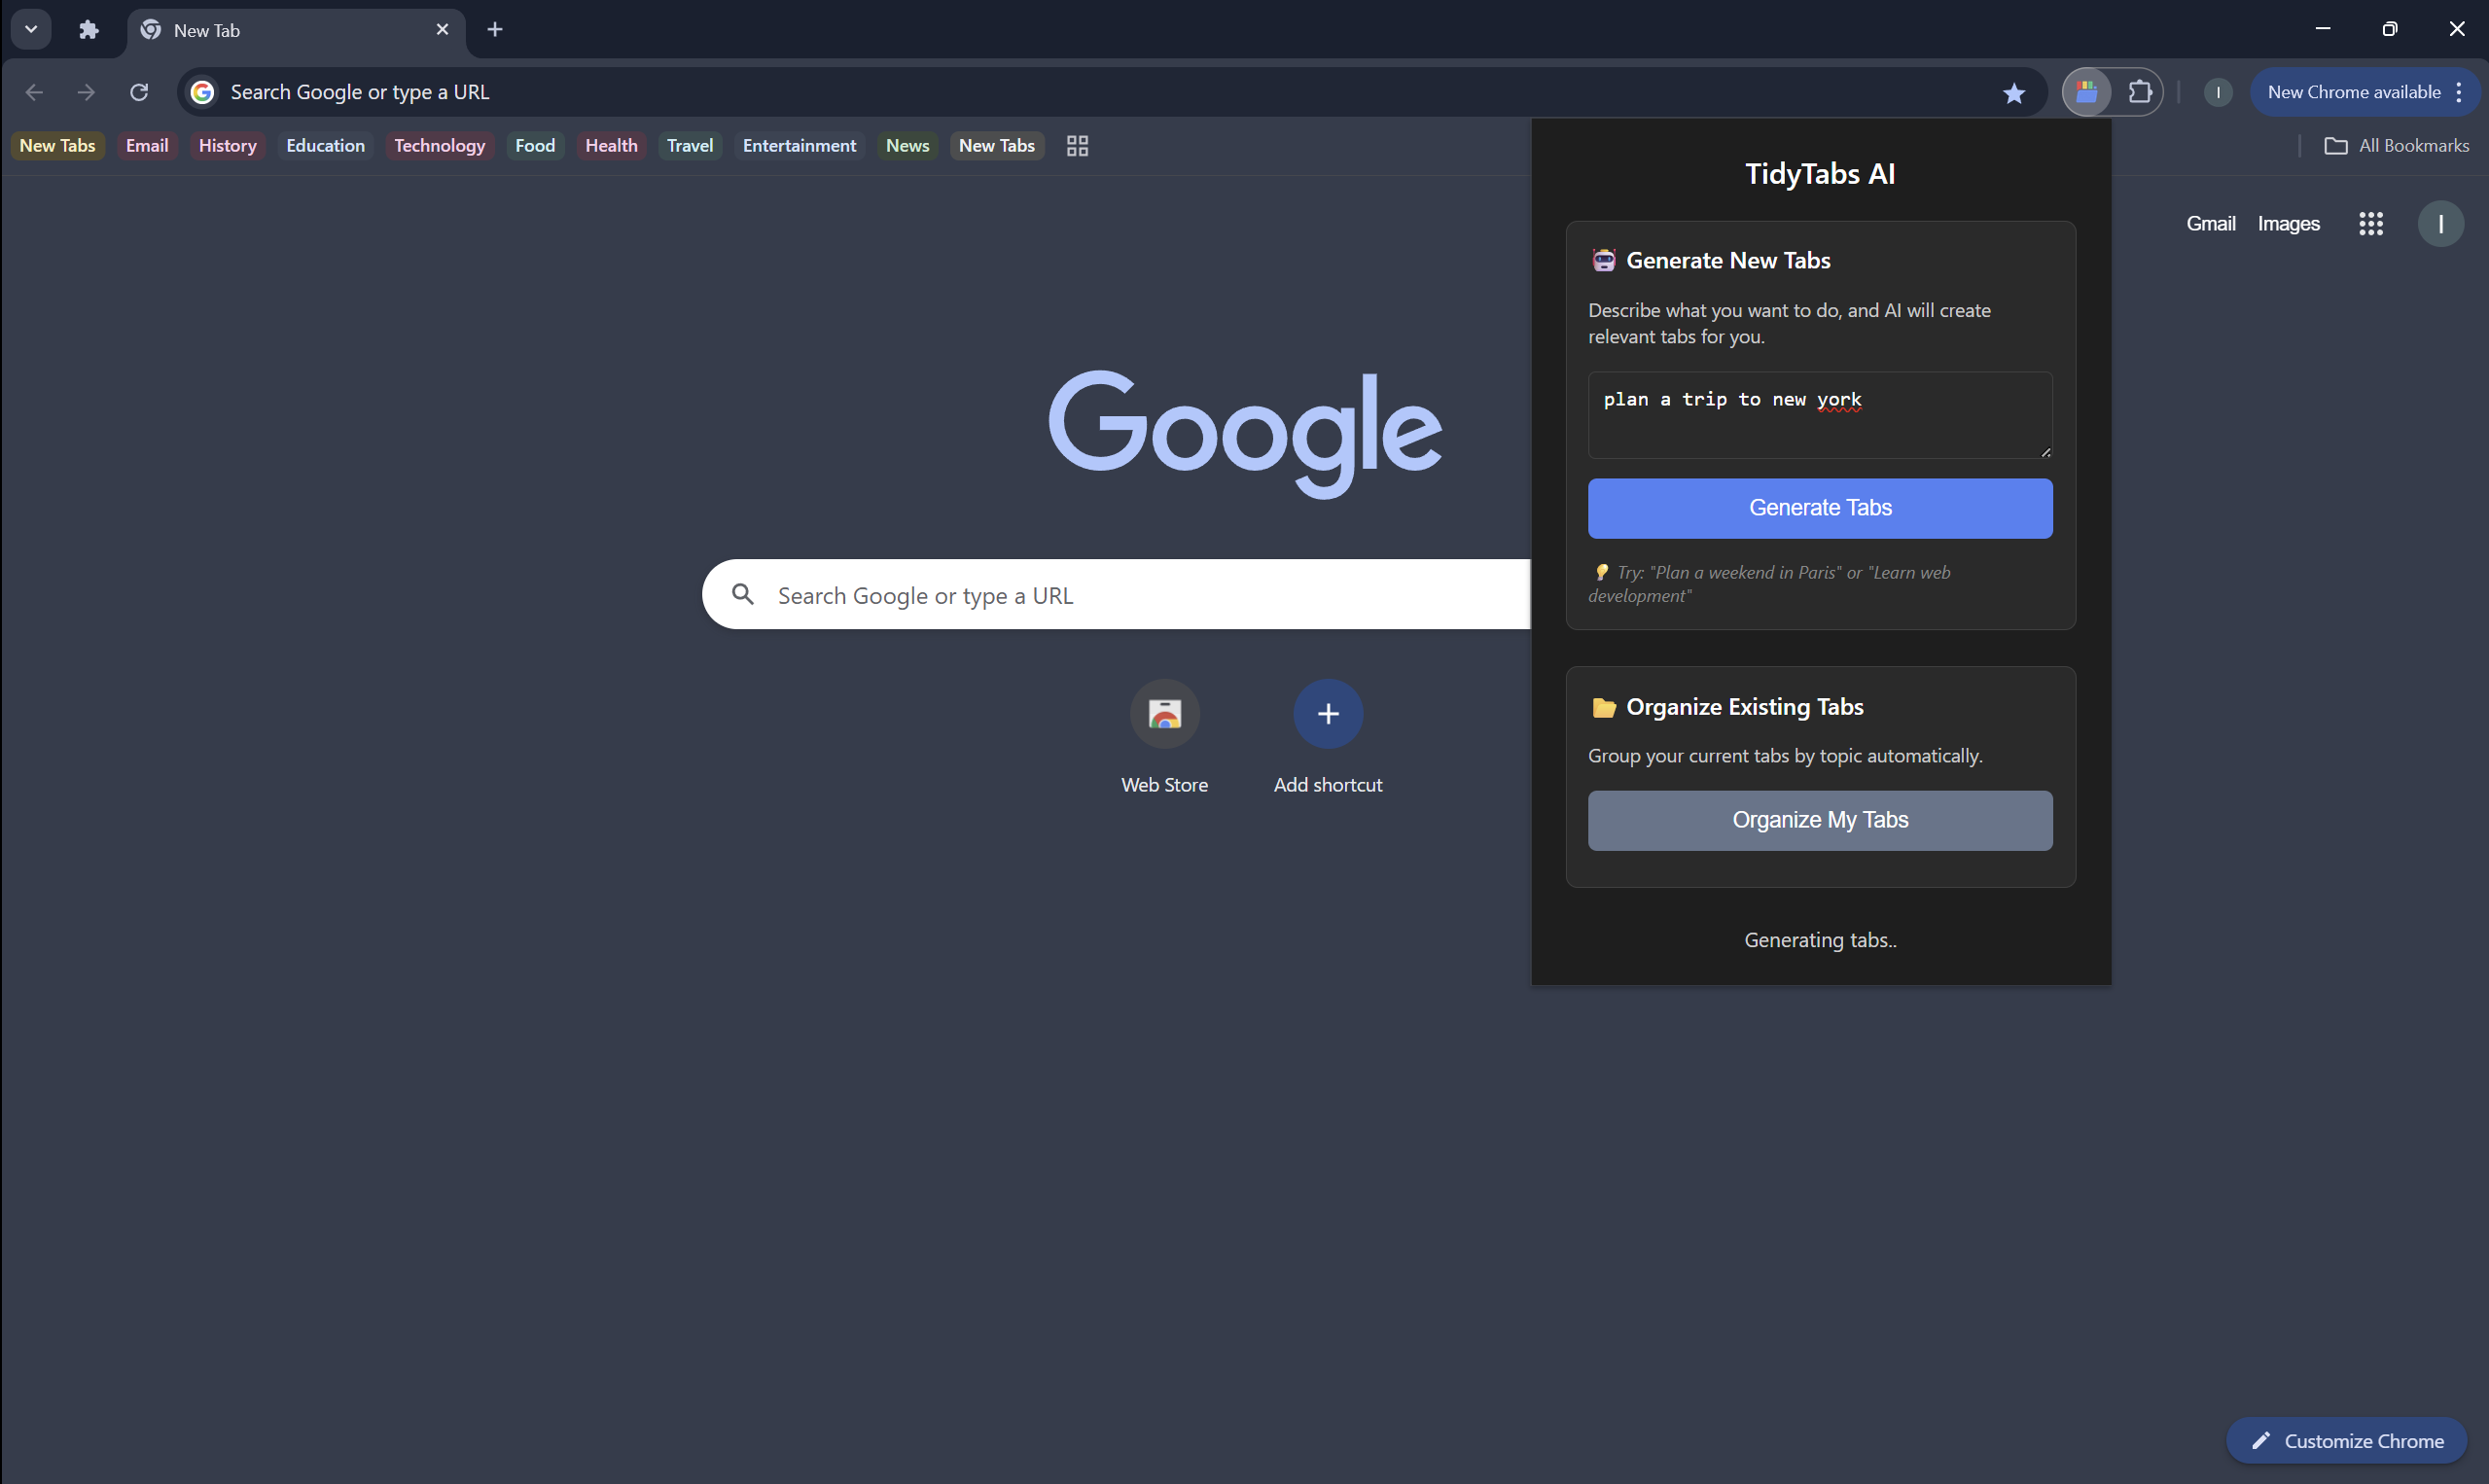 New Tab
Search Google or type a URL
I
New Chrome available
New Tabs
Email
History
Education
Technology
Food
Health
Travel
Entertainment
News
New Tabs
All Bookmarks
Gmail
Images
I
Google
Search Google or type a URL
Web Store
Add shortcut
TidyTabs AI
Generate New Tabs
Describe what you want to do, and AI will create
relevant tabs for you.
plan a trip to new york
Generate Tabs
Try: "Plan a weekend in Paris" or "Learn web
development"
Organize Existing Tabs
Group your current tabs by topic automatically.
Organize My Tabs
Generating tabs..
Customize Chrome